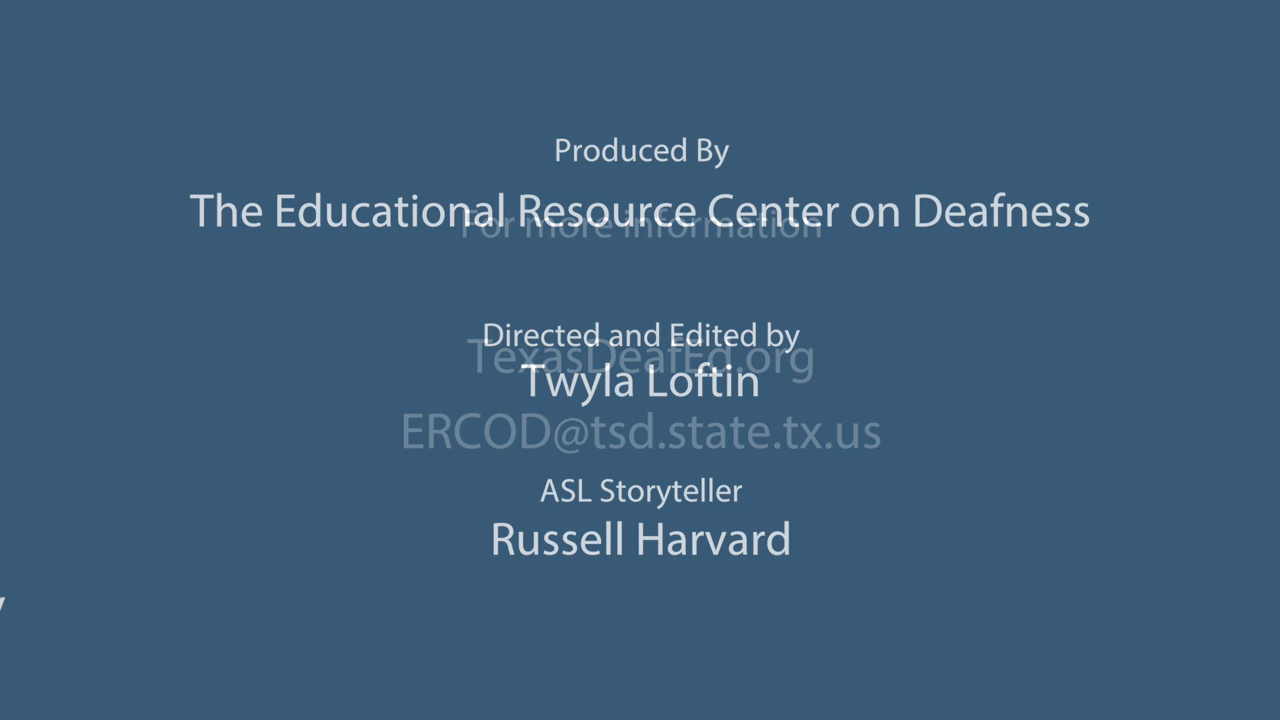 Produced By
The Educational Resource Center on Deafness
For more information
Directed and Edited by
TexasDeafEd.org
Twyla Loftin
ERCOD@tsd.state.tx.us
ASL Storyteller
Russell Harvard